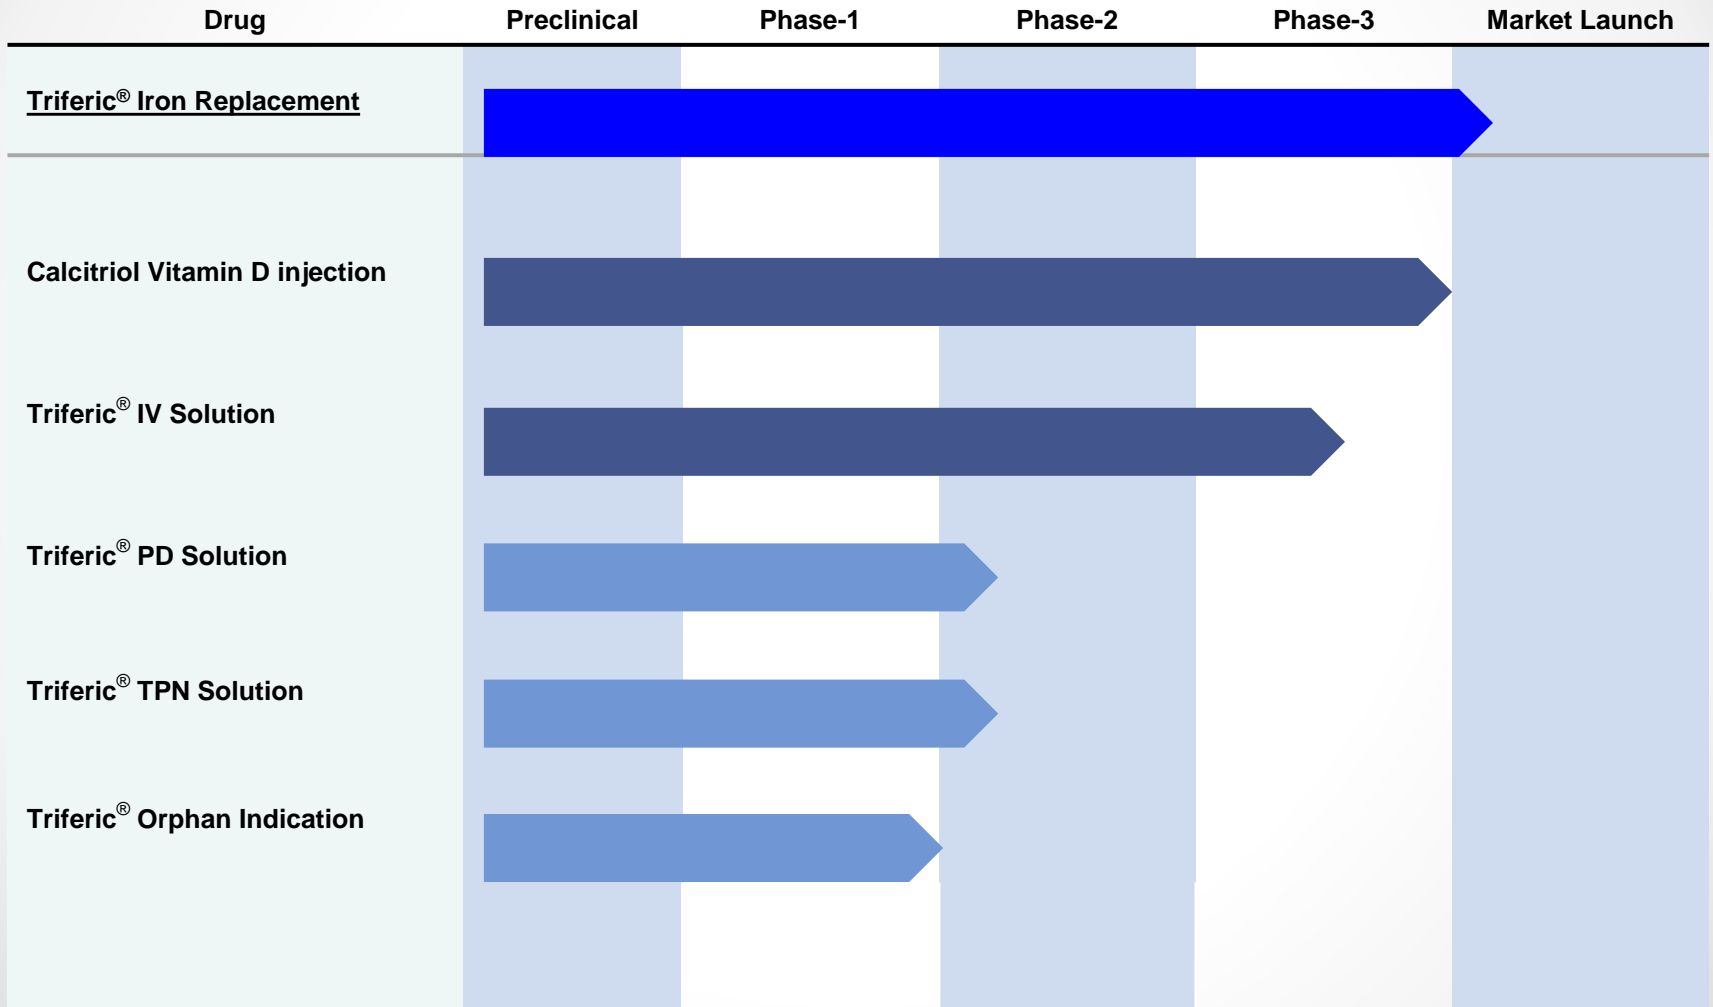 Drug Preclinical Phase-1 Phase-2 Phase-3 Market Launch
Triferic® Iron Replacement
Calcitriol Vitamin D injection
Triferic® IV Solution
Triferic® PD Solution
Triferic® TPN Solution
Triferic® Orphan Indication